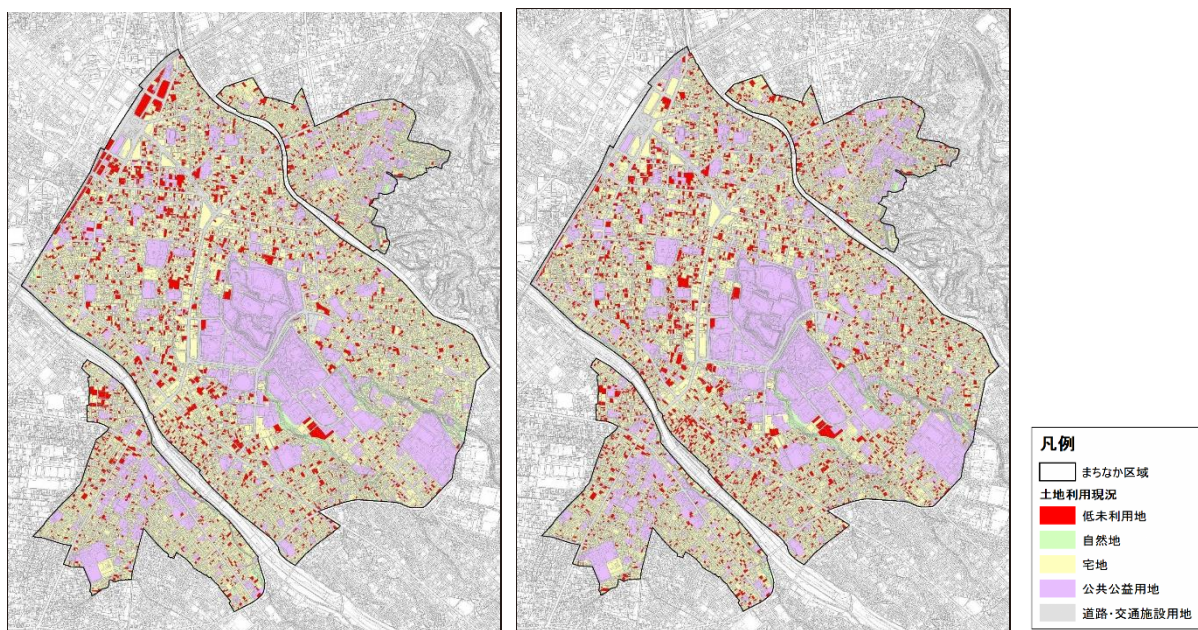 凡例
まちなか区域
土地利用現況
低未利用地
自然地
宅地
公共公益用地
道路・交通施設用地